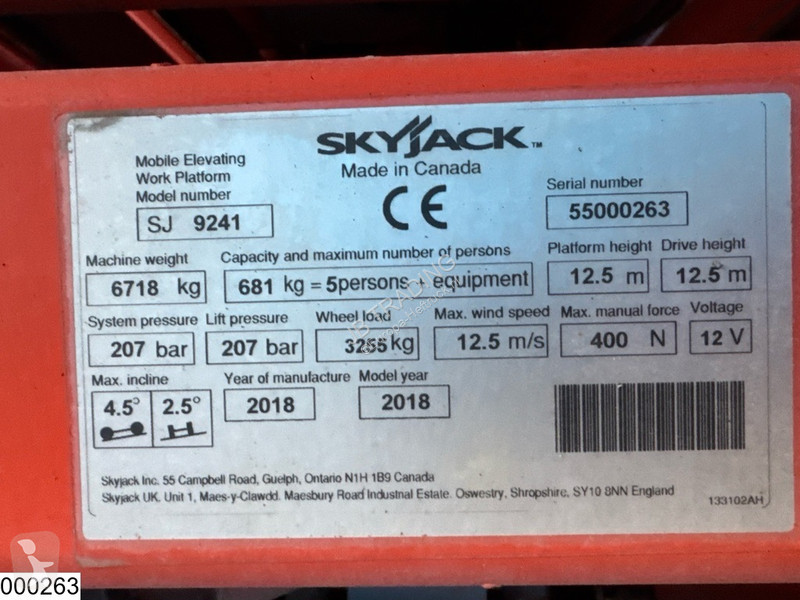 SKYJACK™
Made in Canada
CE
Mobile Elevating
Work Platform
Model number
SJ 9241
Serial number
55000263
Machine weight
6718 kg
Capacity and maximum number of persons
681 kg = 5persons + equipment
Platform height
12.5 m
Drive height
12.5 m
System pressure
207 bar
Lift pressure
207 bar
Wheel load
3255kg
Max. wind speed
12.5 m/s
Max. manual force
400 N
Voltage
12 V
Max. incline
4.5° 2.5°
Year of manufacture
2018
Model year
2018
Skyjack Inc. 55 Campbell Road, Guelph, Ontario N1H 1B9 Canada
Skyjack UK. Unit 1, Maes-y-Clawdd. Maesbury Road Industrial Estate. Oswestry, Shropshire, SY10 8NN England
133102AH
TRADING
000263